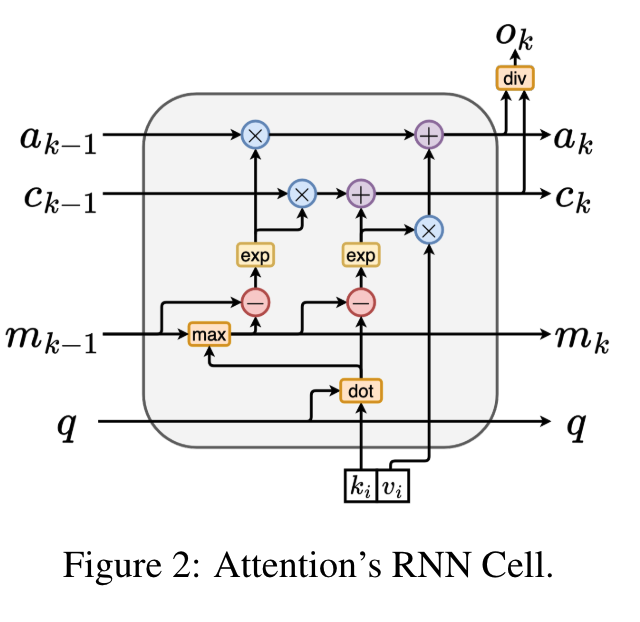 o_k
div
a_{k-1} × + a_k
c_{k-1} × + c_k
×
exp exp
− −
m_{k-1} max m_k
dot
q q
k_i v_i
Figure 2: Attention's RNN Cell.